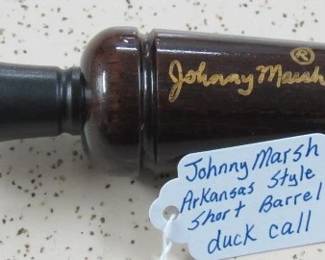 Johnny Marsh ®
Johnny Marsh
Arkansas Style
Short Barrel
duck call